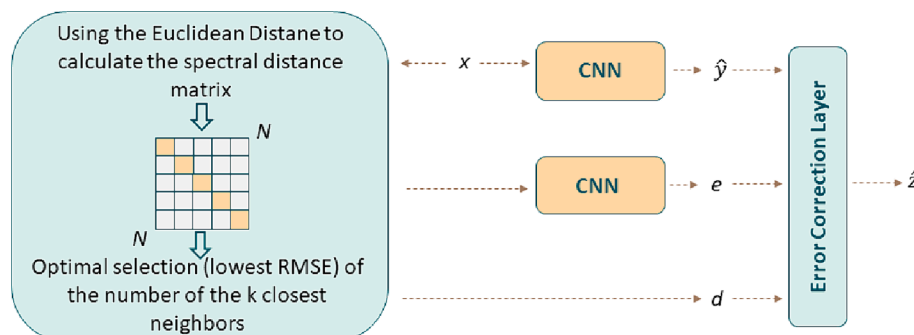 Using the Euclidean Distane to
calculate the spectral distance
matrix
N
N
Optimal selection (lowest RMSE) of
the number of the k closest
neighbors
x
CNN
ŷ
CNN
e
d
Error Correction Layer
ẑ